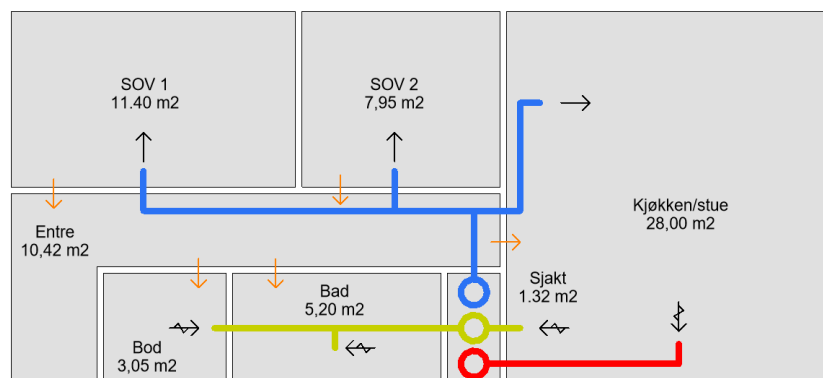 SOV 1
11.40 m2
SOV 2
7,95 m2
Kjøkken/stue
28,00 m2
Entre
10,42 m2
Sjakt
1.32 m2
Bad
5,20 m2
Bod
3,05 m2